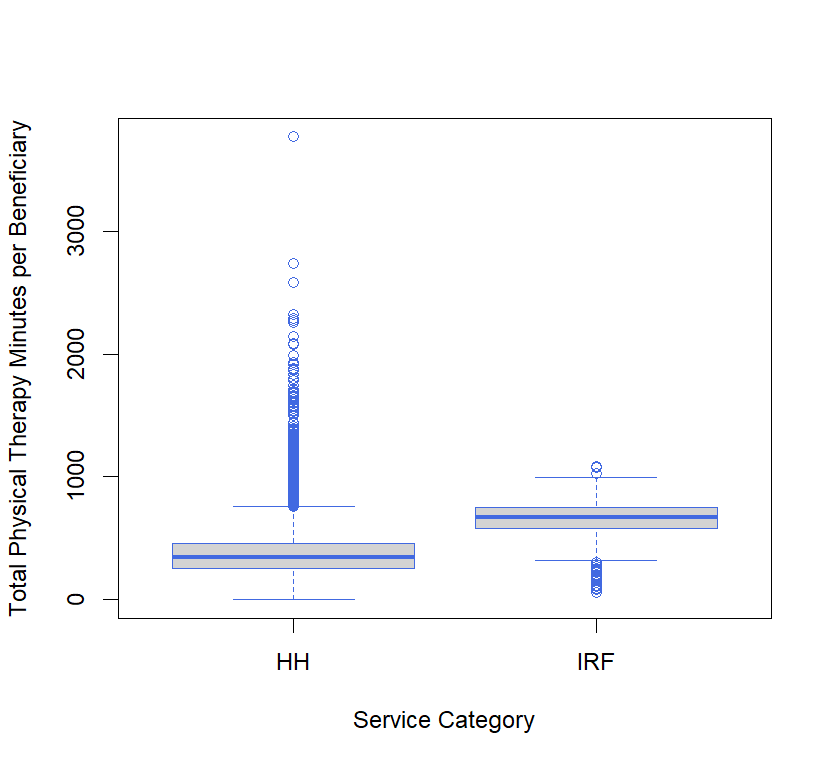 Total Physical Therapy Minutes per Beneficiary
3000
2000
1000
0
HH
IRF
Service Category